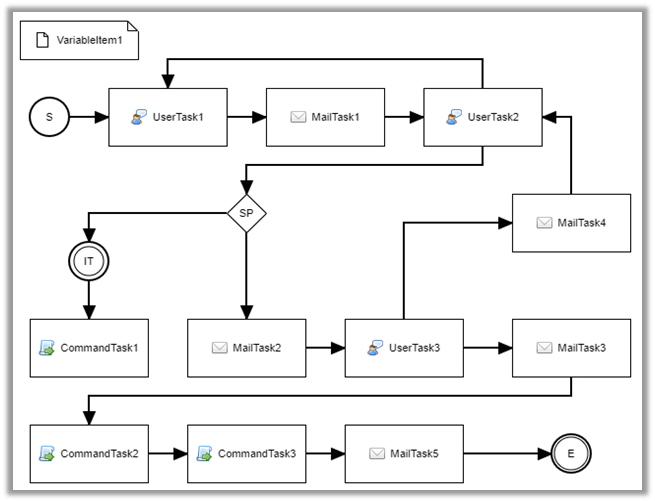 VariableItem1
S
UserTask1
MailTask1
UserTask2
SP
MailTask4
IT
CommandTask1
MailTask2
UserTask3
MailTask3
CommandTask2
CommandTask3
MailTask5
E